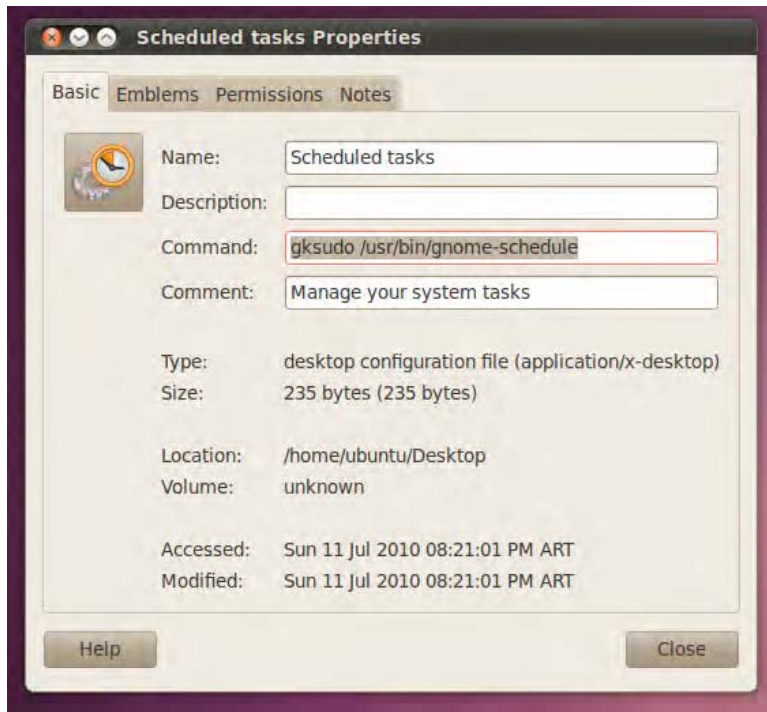 Scheduled tasks Properties
Basic Emblems Permissions Notes
Name: Scheduled tasks
Description:
Command: gksudo /usr/bin/gnome-schedule
Comment: Manage your system tasks
Type: desktop configuration file (application/x-desktop)
Size: 235 bytes (235 bytes)
Location: /home/ubuntu/Desktop
Volume: unknown
Accessed: Sun 11 Jul 2010 08:21:01 PM ART
Modified: Sun 11 Jul 2010 08:21:01 PM ART
Help Close